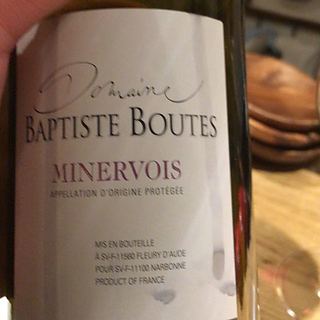 Domaine
BAPTISTE BOUTES
MINERVOIS
APPELLATION D'ORIGINE PROTÉGÉE
MIS EN BOUTEILLE
À SV-F-11560 FLEURY D'AUDE
POUR SV-F-11100 NARBONNE
PRODUCT OF FRANCE